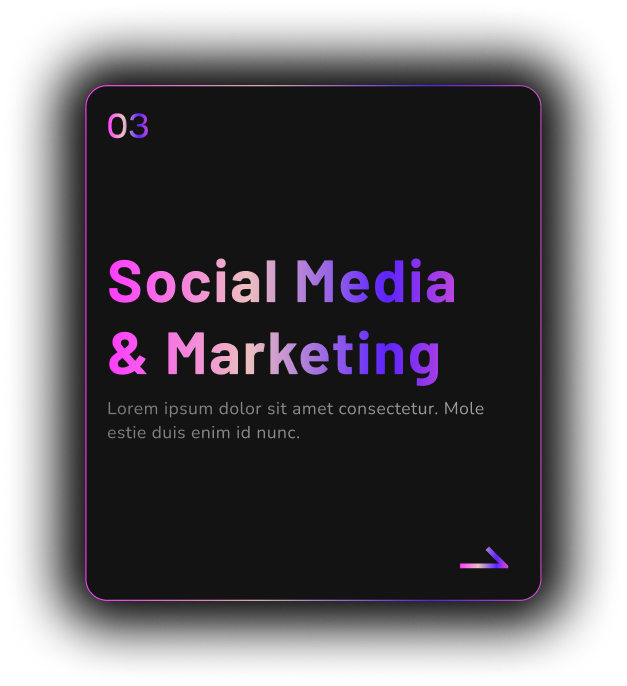 03
Social Media
& Marketing
Lorem ipsum dolor sit amet consectetur. Mole
estie duis enim id nunc.